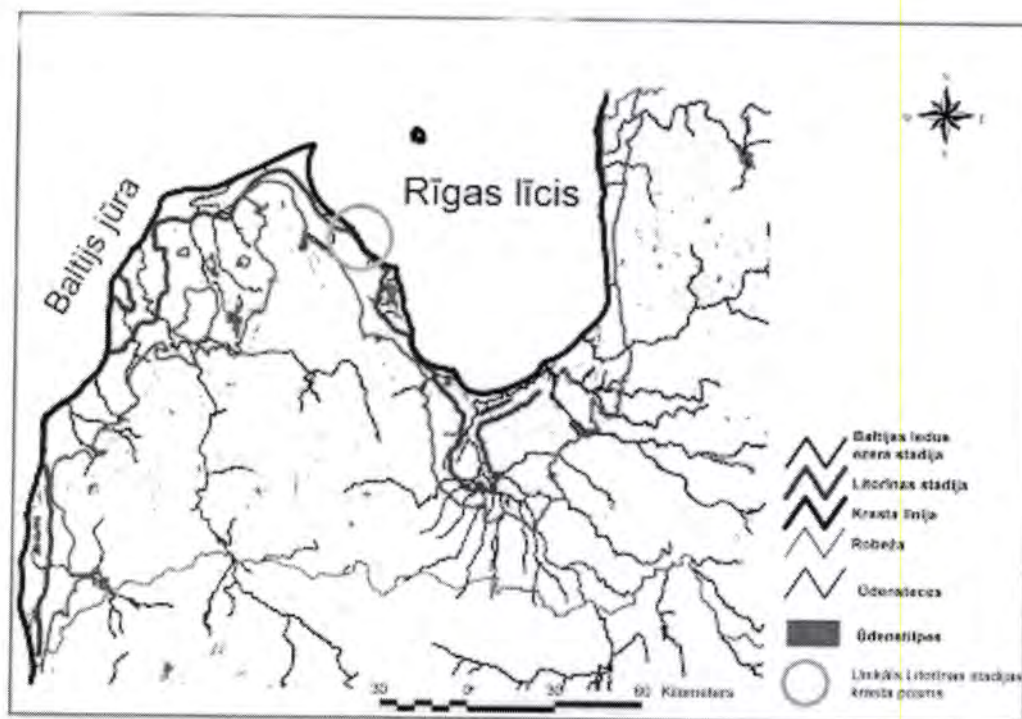 Baltijs jūra
Rīgas līcis
Baltijas ledus
ezera stadija
Litorīnas stadija
Krasta līnija
Robeža
Ūdensteces
Ūdenstilpes
Unikāls Litorīnas stadijas
krasta posms
30 0 30 60 Kilometers